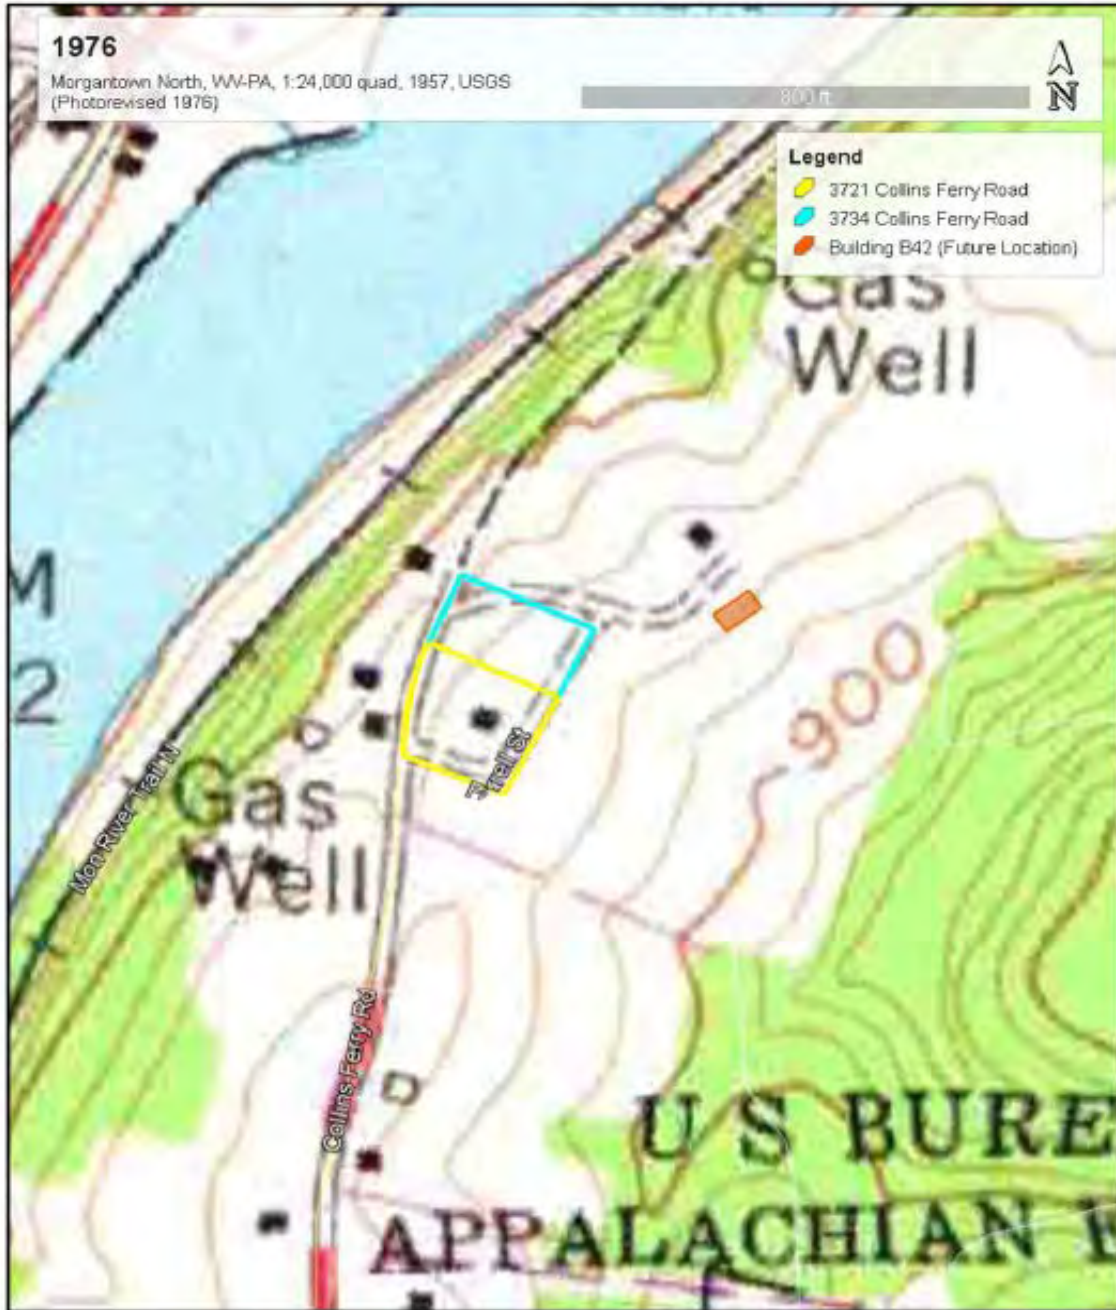 1976
Morgantown North, WV-PA, 1:24,000 quad, 1957, USGS
(Photorevised 1976)
800 ft
N
Legend
3721 Collins Ferry Road
3734 Collins Ferry Road
Building B42 (Future Location)
Gas
Well
M
2
900
Gas
Well
Mon River Trail N
Collins Ferry Rd
U S BURE
APPALACHIAN